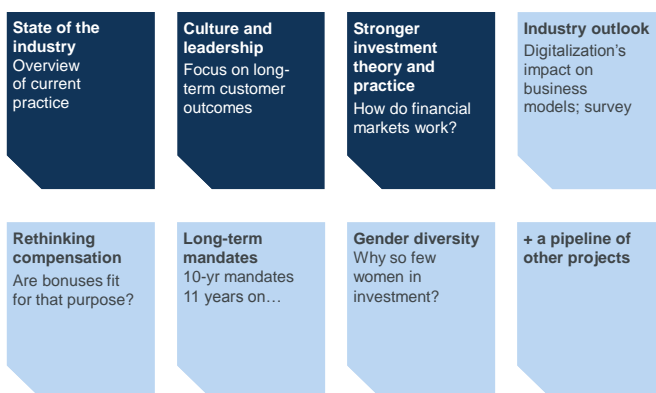 State of the
industry
Overview
of current
practice
Culture and
leadership
Focus on long-
term customer
outcomes
Stronger
investment
theory and
practice
How do financial
markets work?
Industry outlook
Digitalization’s
impact on
business
models; survey
Rethinking
compensation
Are bonuses fit
for that purpose?
Long-term
mandates
10-yr mandates
11 years on…
Gender diversity
Why so few
women in
investment?
+ a pipeline of
other projects